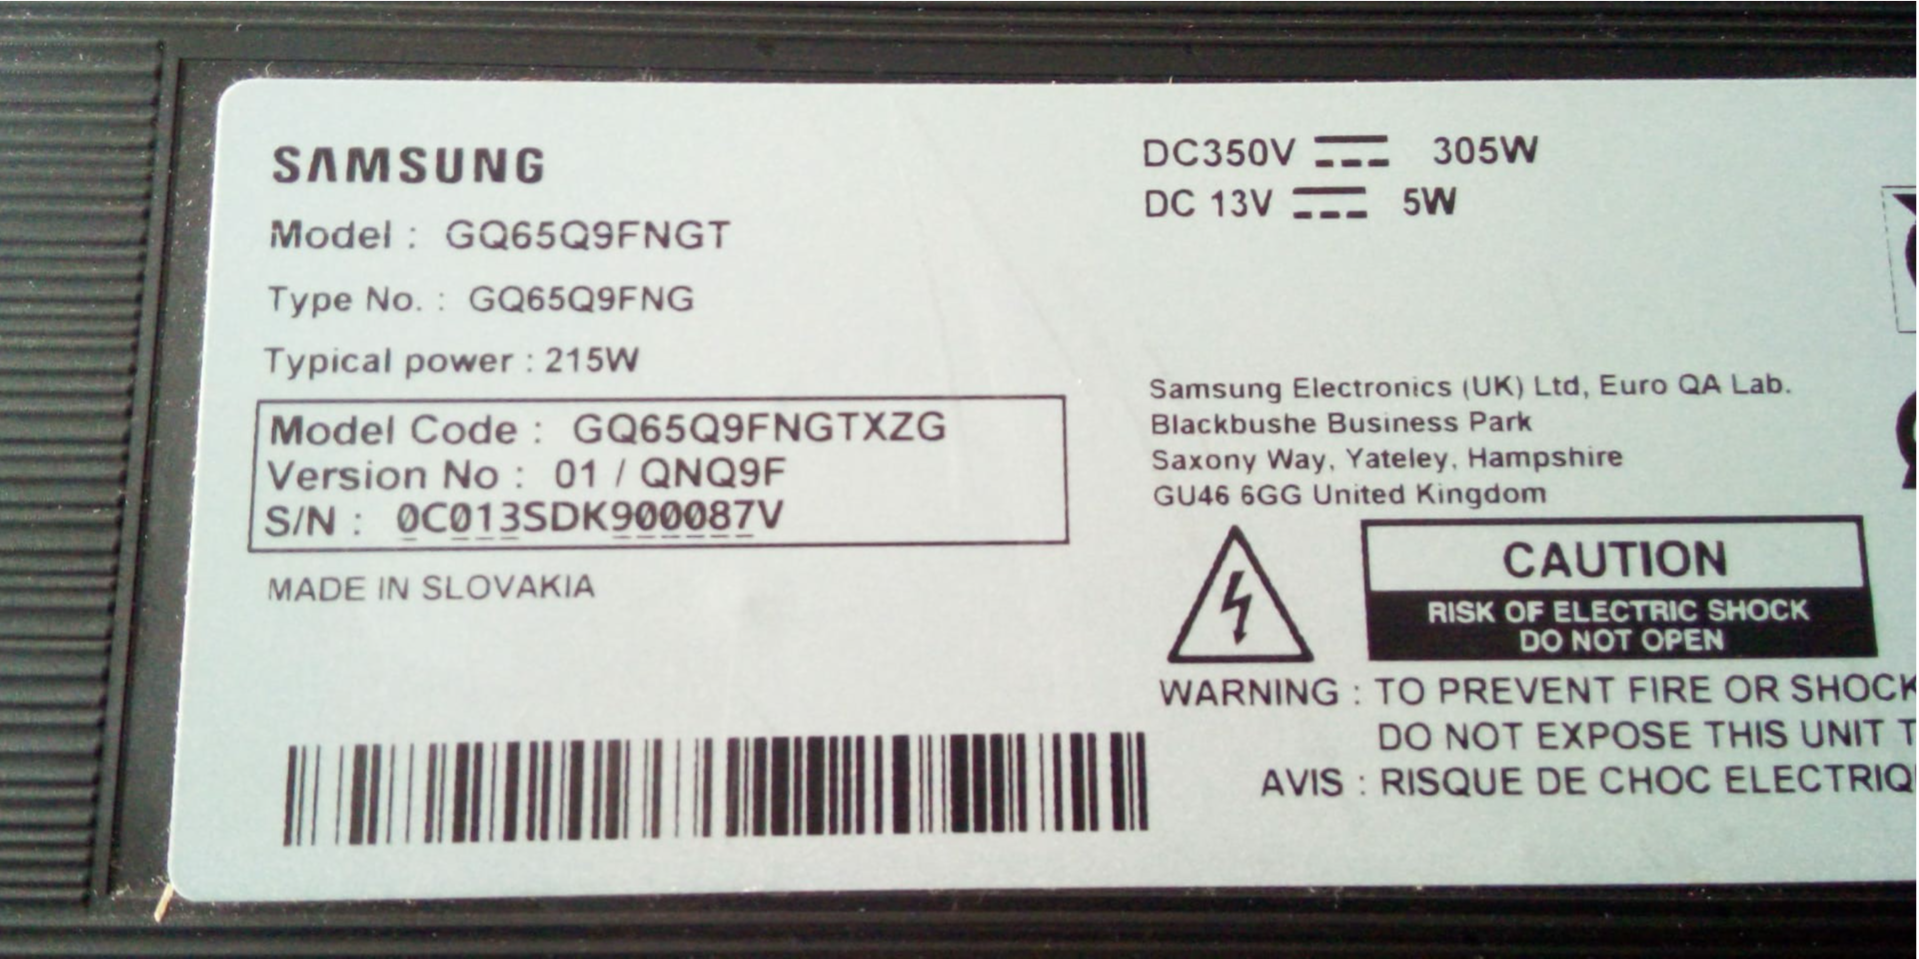 SAMSUNG
Model : GQ65Q9FNGT
Type No. : GQ65Q9FNG
Typical power : 215W
Model Code : GQ65Q9FNGTXZG
Version No : 01 / QNQ9F
S/N : 0C013SDK900087V
MADE IN SLOVAKIA
DC350V 305W
DC 13V 5W
Samsung Electronics (UK) Ltd, Euro QA Lab.
Blackbushe Business Park
Saxony Way, Yateley, Hampshire
GU46 6GG United Kingdom
CAUTION
RISK OF ELECTRIC SHOCK
DO NOT OPEN
WARNING : TO PREVENT FIRE OR SHOCK
DO NOT EXPOSE THIS UNIT
AVIS : RISQUE DE CHOC